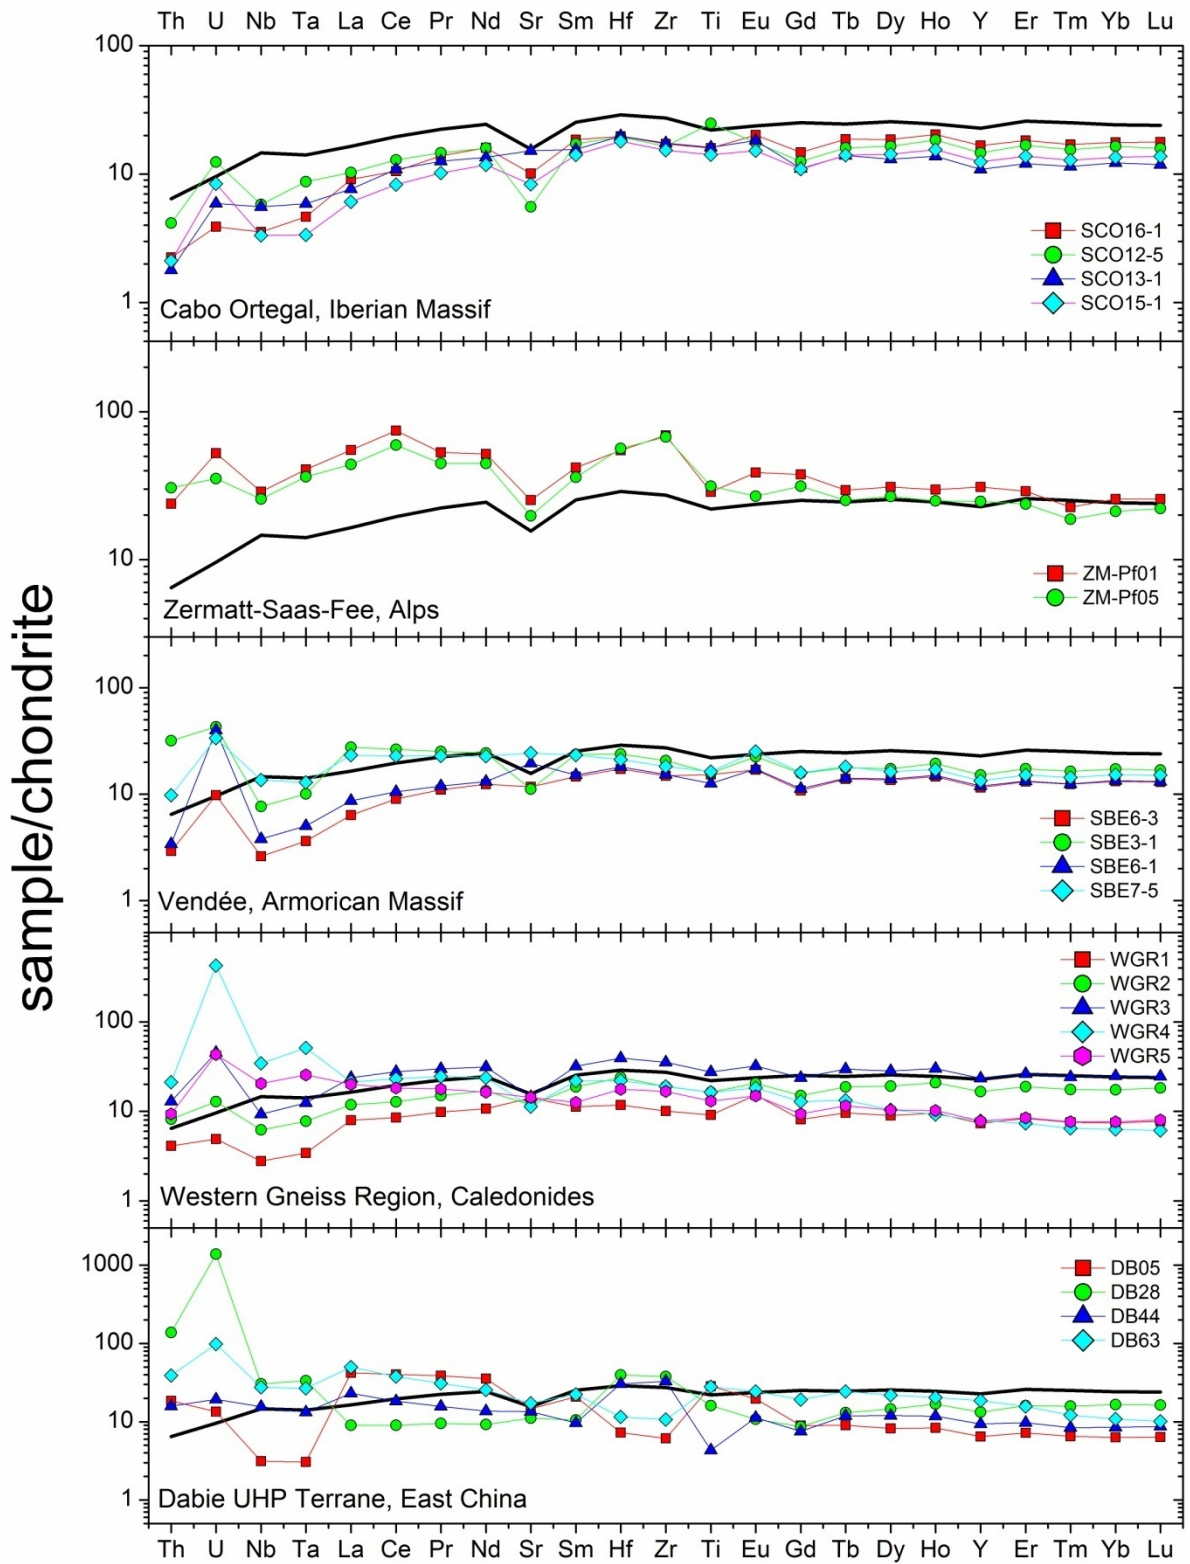 Th U Nb Ta La Ce Pr Nd Sr Sm Hf Zr Ti Eu Gd Tb Dy Ho Y Er Tm Yb Lu
100
10
1
SCO16-1
SCO12-5
SCO13-1
SCO15-1
Cabo Ortegal, Iberian Massif
100
10
ZM-Pf01
ZM-Pf05
Zermatt-Saas-Fee, Alps
sample/chondrite
100
10
1
SBE6-3
SBE3-1
SBE6-1
SBE7-5
Vendée, Armorican Massif
100
10
1
WGR1
WGR2
WGR3
WGR4
WGR5
Western Gneiss Region, Caledonides
1000
100
10
1
DB05
DB28
DB44
DB63
Dabie UHP Terrane, East China
Th U Nb Ta La Ce Pr Nd Sr Sm Hf Zr Ti Eu Gd Tb Dy Ho Y Er Tm Yb Lu